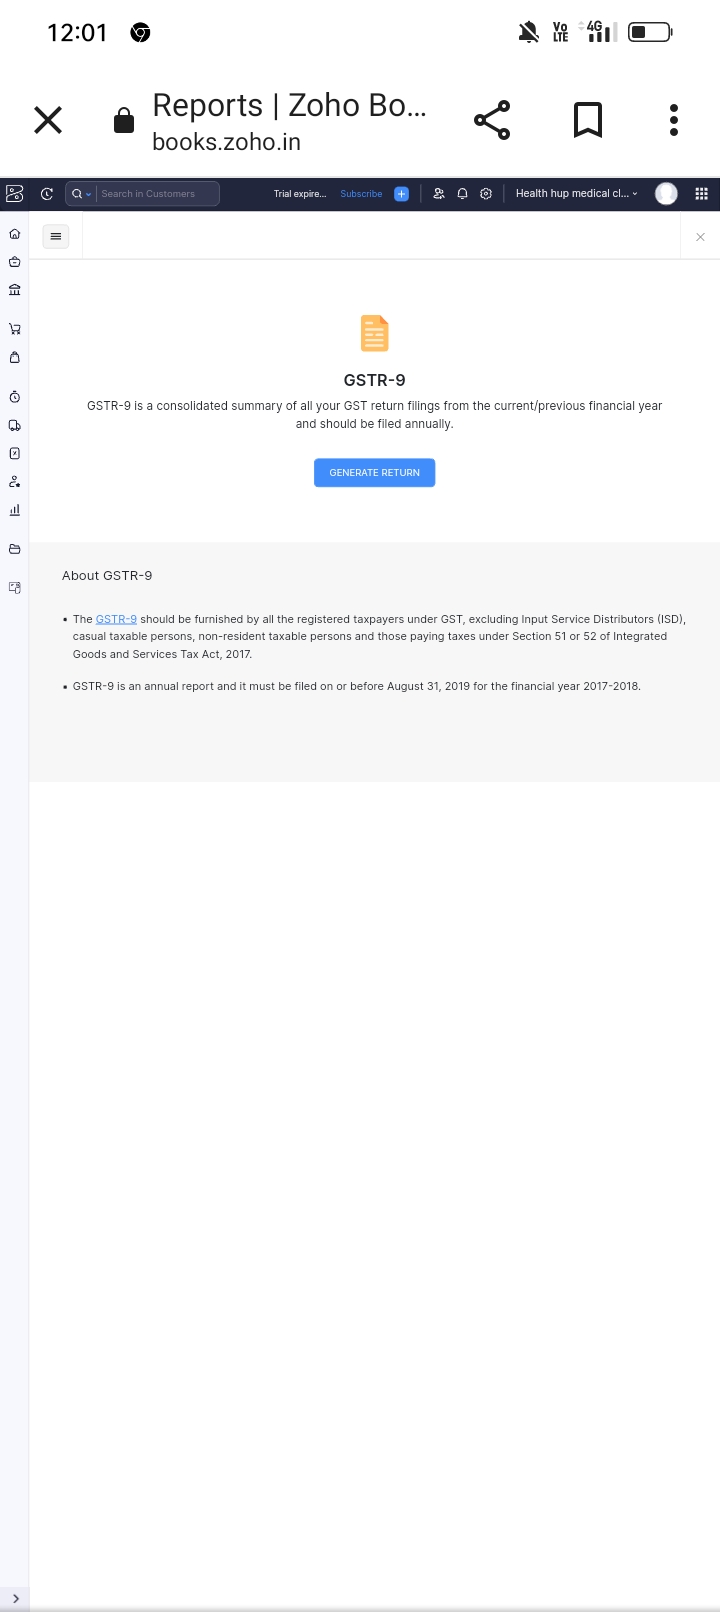 12:01
Vo LTE 4G
Reports | Zoho Bo...
books.zoho.in
Search in Customers
Trial expire...
Subscribe
Health hup medical cl...
GSTR-9
GSTR-9 is a consolidated summary of all your GST return filings from the current/previous financial year
and should be filed annually.
GENERATE RETURN
About GSTR-9
• The GSTR-9 should be furnished by all the registered taxpayers under GST, excluding Input Service Distributors (ISD),
casual taxable persons, non-resident taxable persons and those paying taxes under Section 51 or 52 of Integrated
Goods and Services Tax Act, 2017.
• GSTR-9 is an annual report and it must be filed on or before August 31, 2019 for the financial year 2017-2018.